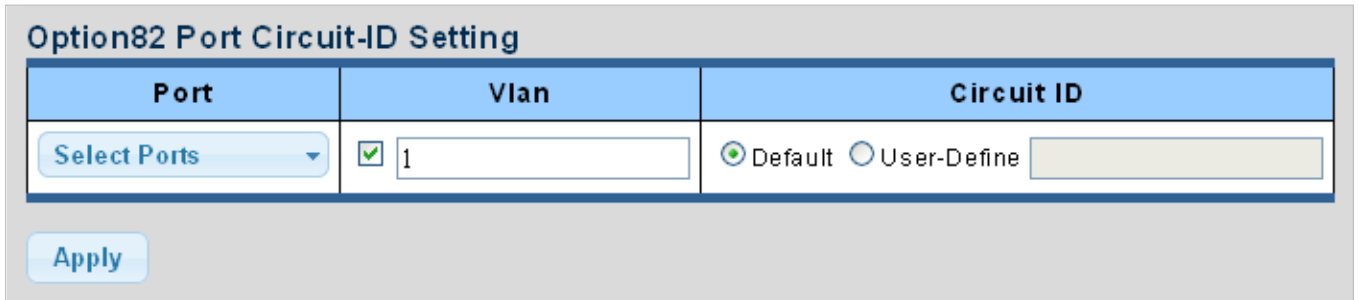 Option82 Port Circuit-ID Setting
Port Vlan Circuit ID
Select Ports 1 Default User-Define
Apply